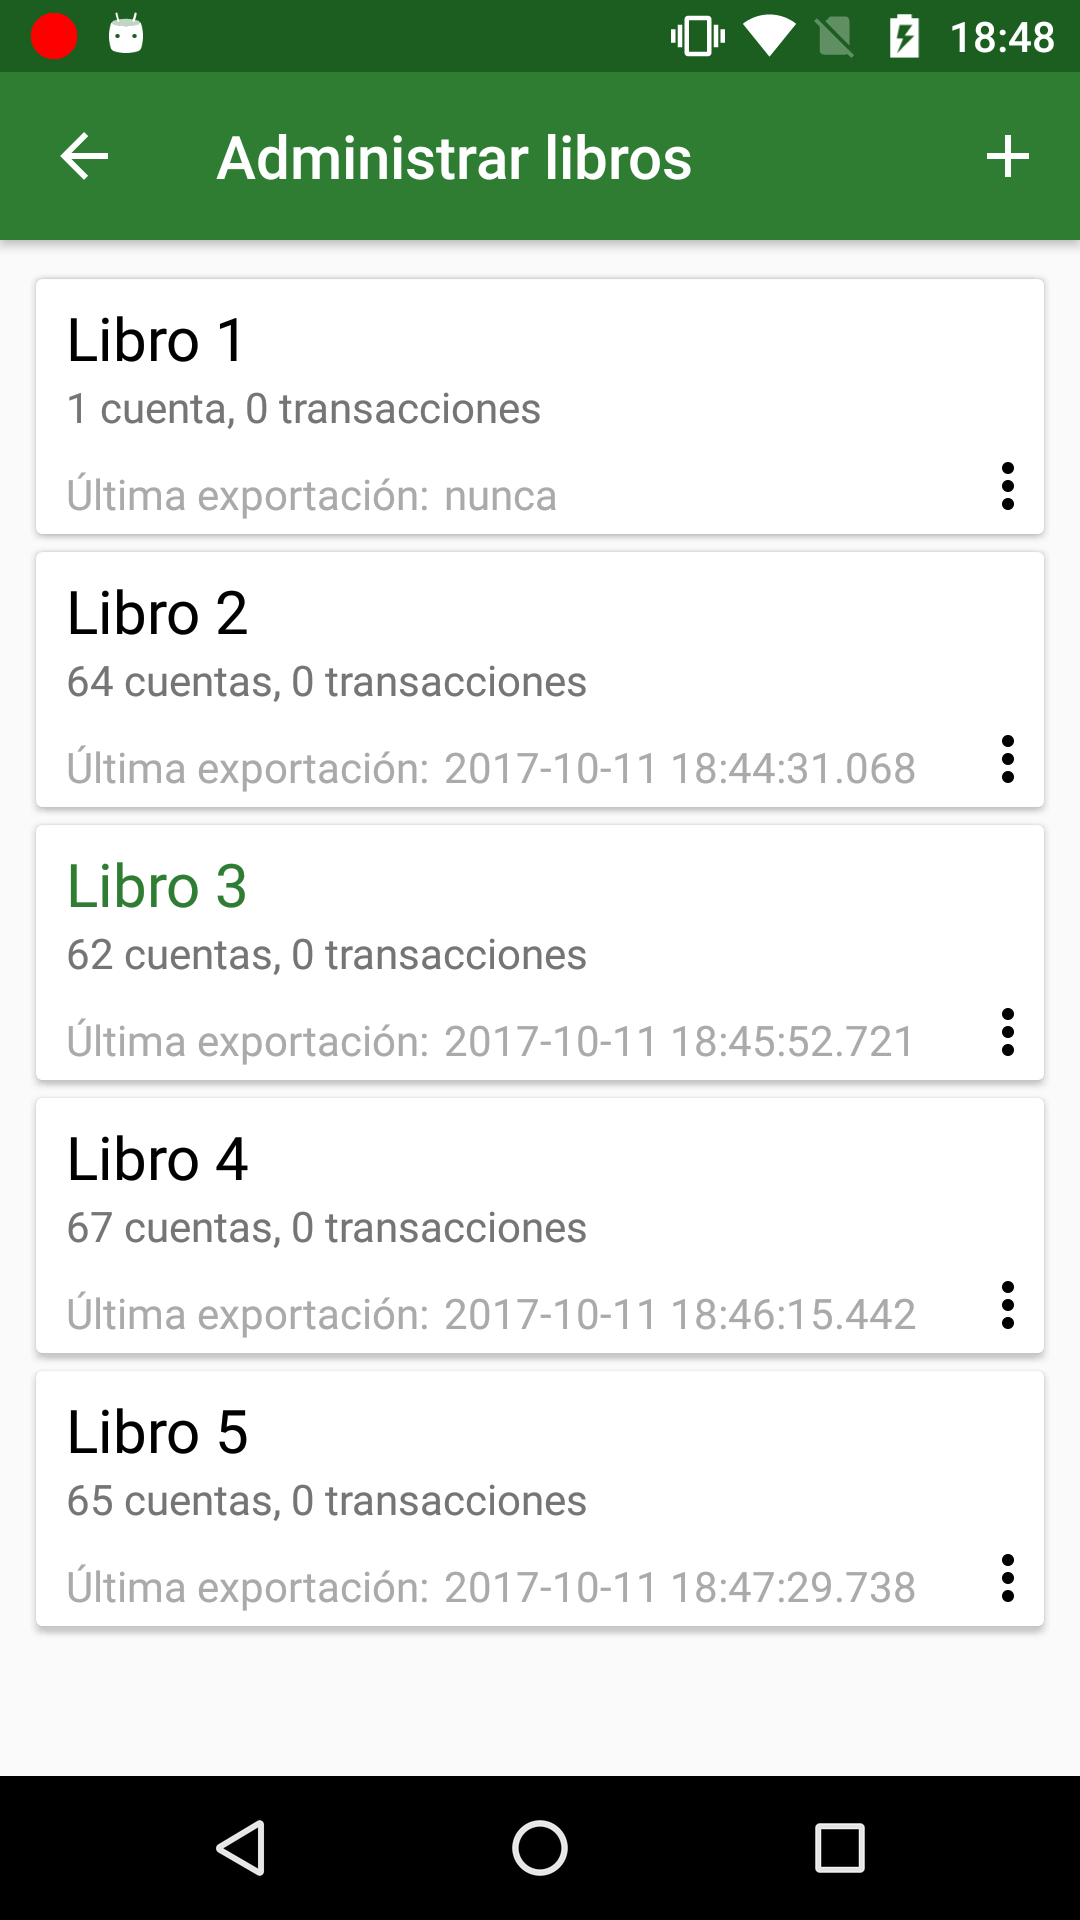 18:48
Administrar libros
Libro 1
1 cuenta, 0 transacciones
Última exportación: nunca
Libro 2
64 cuentas, 0 transacciones
Última exportación: 2017-10-11 18:44:31.068
Libro 3
62 cuentas, 0 transacciones
Última exportación: 2017-10-11 18:45:52.721
Libro 4
67 cuentas, 0 transacciones
Última exportación: 2017-10-11 18:46:15.442
Libro 5
65 cuentas, 0 transacciones
Última exportación: 2017-10-11 18:47:29.738